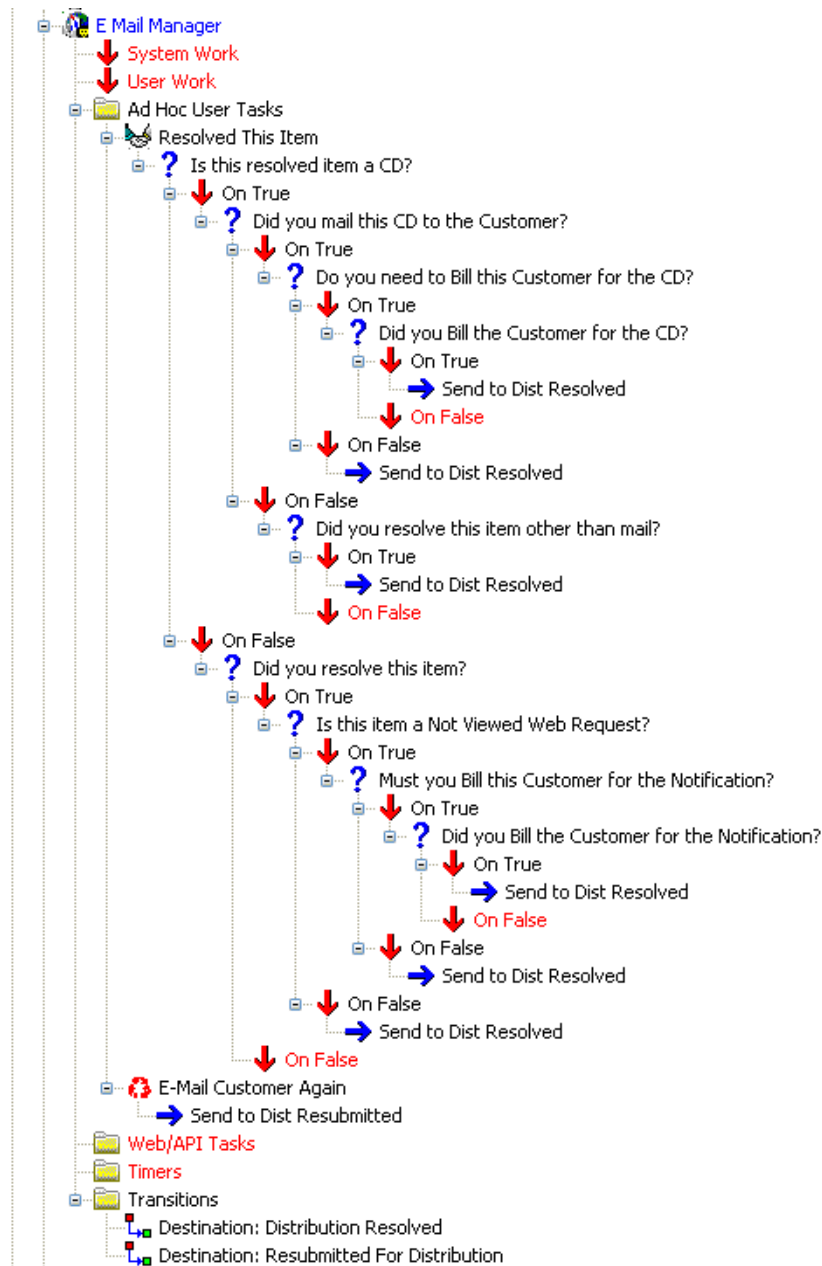 E Mail Manager
System Work
User Work
Ad Hoc User Tasks
Resolved This Item
Is this resolved item a CD?
On True
Did you mail this CD to the Customer?
On True
Do you need to Bill this Customer for the CD?
On True
Did you Bill the Customer for the CD?
On True
Send to Dist Resolved
On False
On False
Send to Dist Resolved
On False
Did you resolve this item other than mail?
On True
Send to Dist Resolved
On False
On False
Did you resolve this item?
On True
Is this item a Not Viewed Web Request?
On True
Must you Bill this Customer for the Notification?
On True
Did you Bill the Customer for the Notification?
On True
Send to Dist Resolved
On False
On False
Send to Dist Resolved
On False
Send to Dist Resolved
On False
E-Mail Customer Again
Send to Dist Resubmitted
Web/API Tasks
Timers
Transitions
Destination: Distribution Resolved
Destination: Resubmitted For Distribution